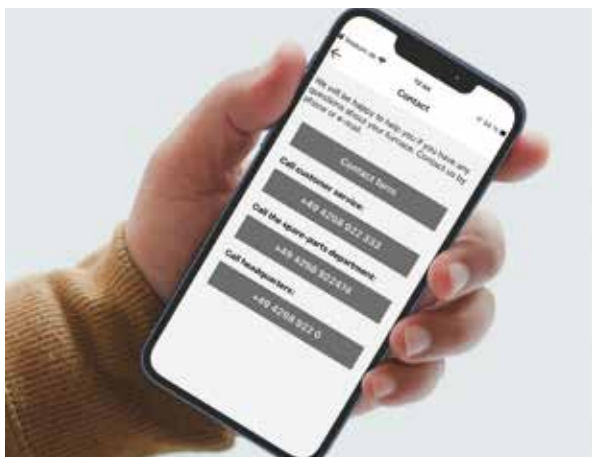 Contact
We will be happy to help you if you have any
questions about your furnace. Contact us by
phone or e-mail.
Contact form
Call customer service:
+49 4298 922 333
Call the spare-parts department:
+49 4298 922474
Call headquarters:
+49 4298 922 0